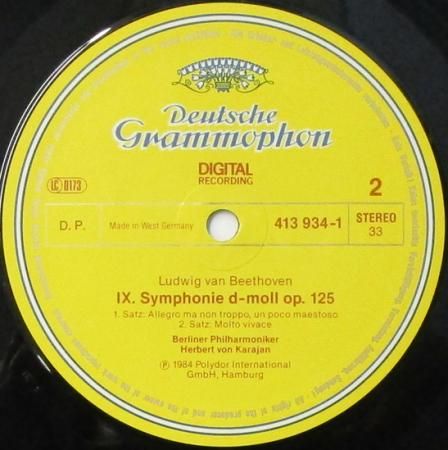 Deutsche
Grammophon
DIGITAL
RECORDING
LC 0173
2
D. P.
Made in West Germany
413 934-1
STEREO
33
Ludwig van Beethoven
IX. Symphonie d-moll op. 125
1. Satz: Allegro ma non troppo, un poco maestoso
2. Satz: Molto vivace
Berliner Philharmoniker
Herbert von Karajan
Ⓟ 1984 Polydor International
GmbH, Hamburg